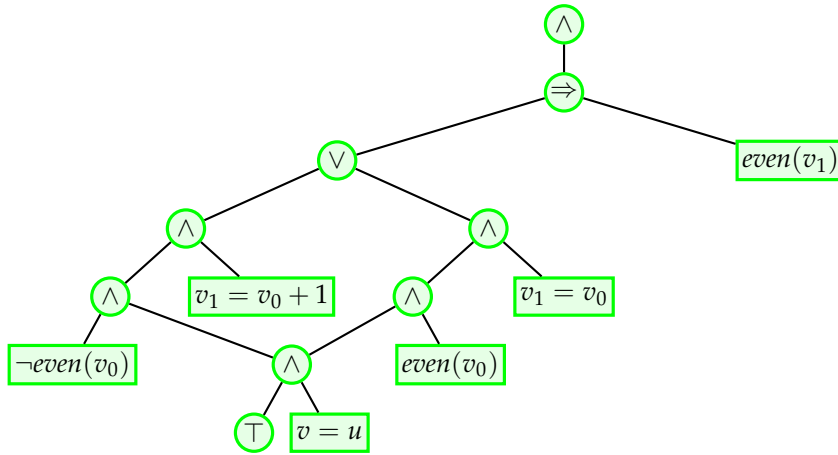 ∧
⇒
∨
even(v₁)
∧
∧
∧
v₁ = v₀ + 1
∧
v₁ = v₀
¬even(v₀)
∧
even(v₀)
⊤
v = u